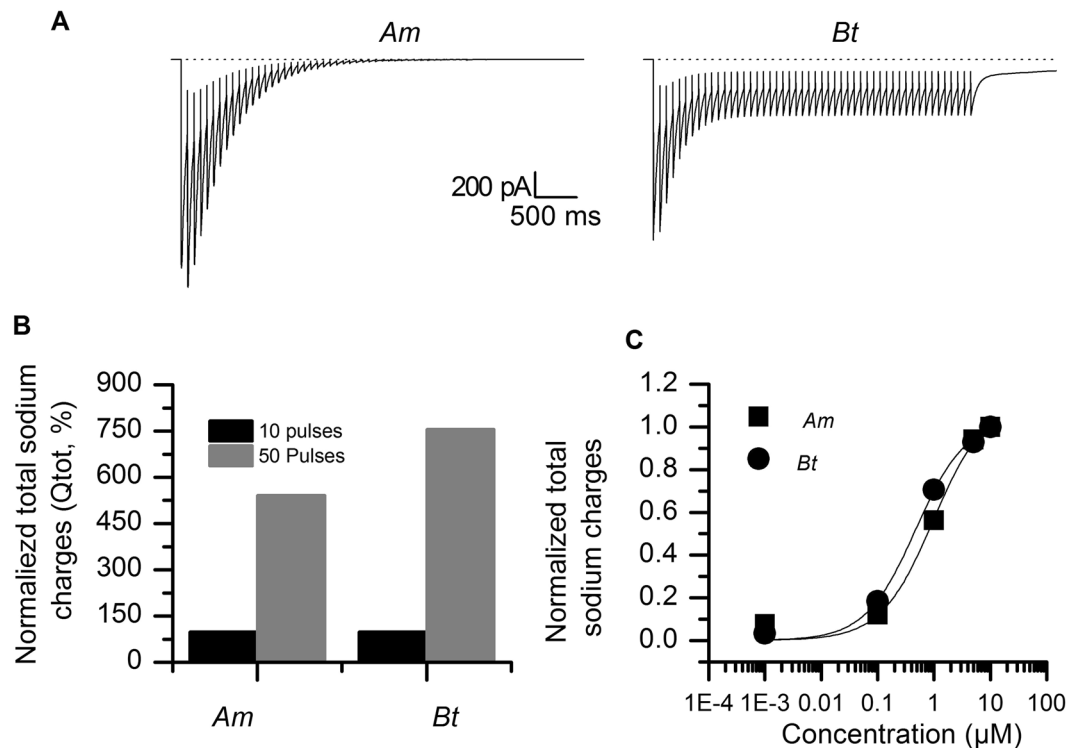 A
Am
Bt
200 pA
500 ms
B
Normaliezd total sodium
charges (Qtot, %)
900
750
600
450
300
150
0
10 pulses
50 Pulses
Am
Bt
C
Normalized total
sodium charges
1.2
1.0
0.8
0.6
0.4
0.2
0.0
Am
Bt
1E-4 1E-3 0.01 0.1 1 10 100
Concentration (µM)